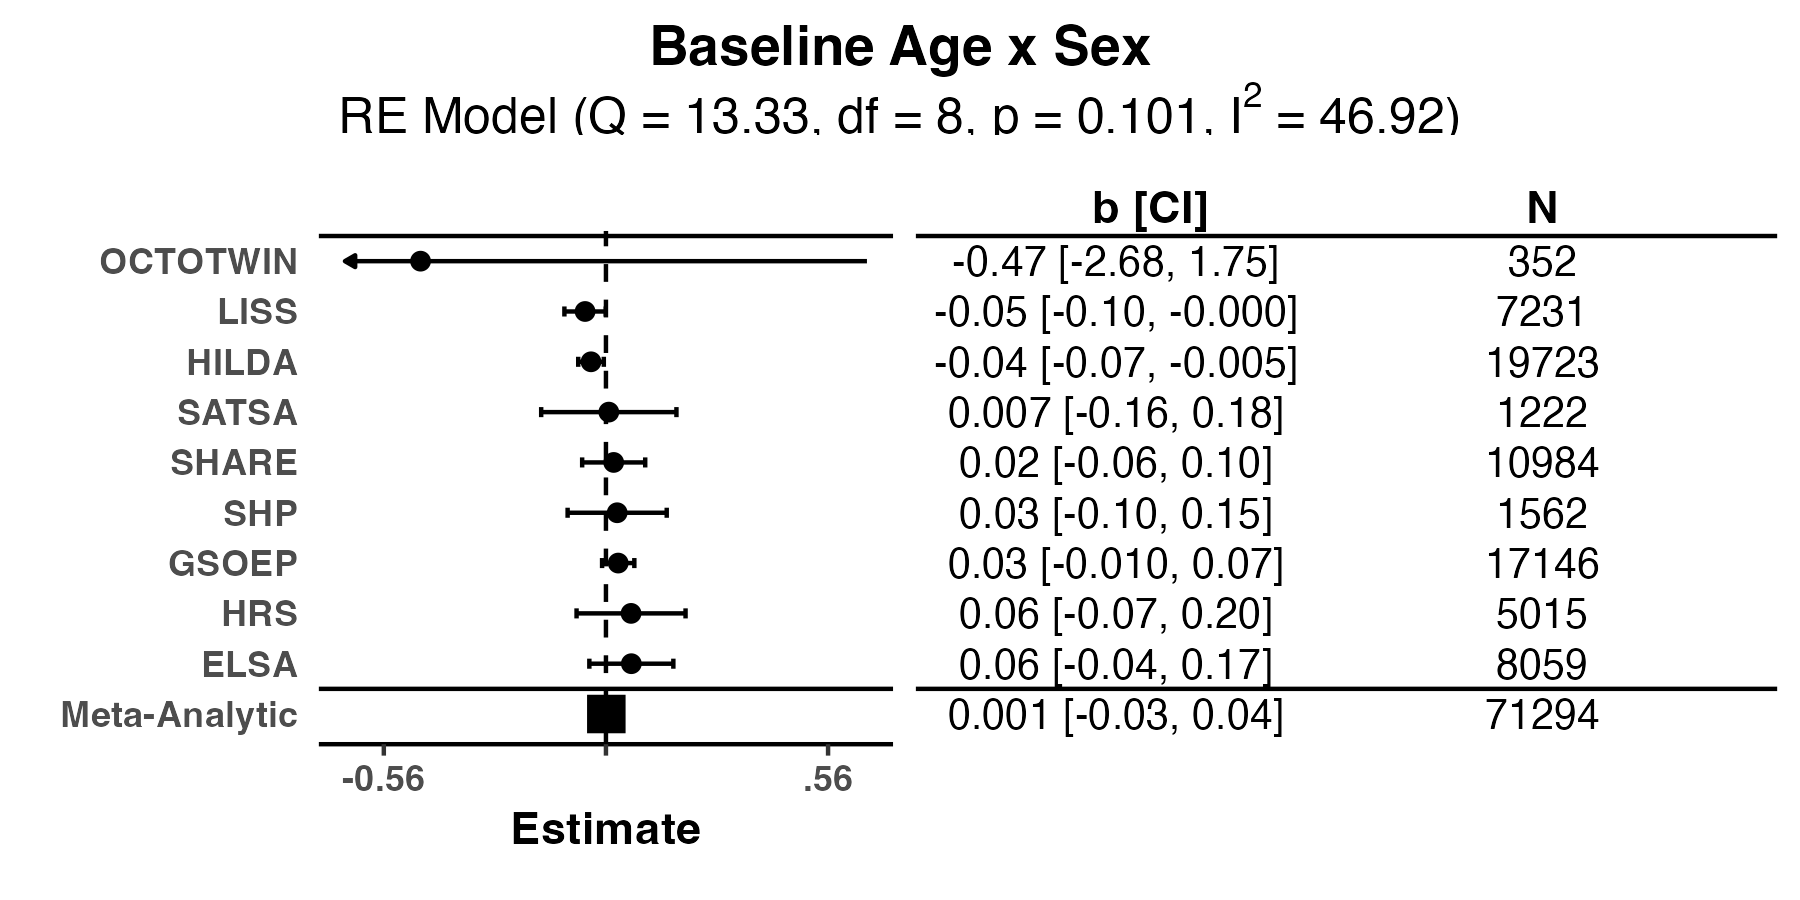 Baseline Age x Sex
RE Model (Q = 13.33, df = 8, p = 0.101, I² = 46.92)
b [CI] N
OCTOTWIN -0.47 [-2.68, 1.75] 352
LISS -0.05 [-0.10, -0.000] 7231
HILDA -0.04 [-0.07, -0.005] 19723
SATSA 0.007 [-0.16, 0.18] 1222
SHARE 0.02 [-0.06, 0.10] 10984
SHP 0.03 [-0.10, 0.15] 1562
GSOEP 0.03 [-0.010, 0.07] 17146
HRS 0.06 [-0.07, 0.20] 5015
ELSA 0.06 [-0.04, 0.17] 8059
Meta-Analytic 0.001 [-0.03, 0.04] 71294
-0.56 .56
Estimate